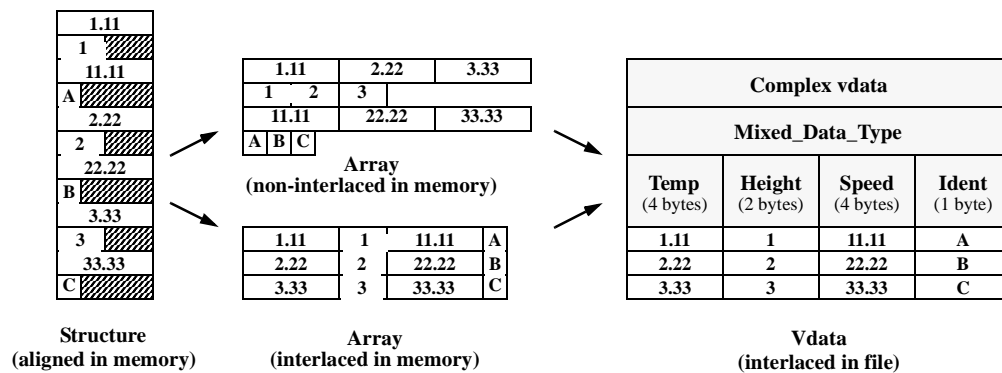 1.11
1
11.11
A
2.22
2
22.22
B
3.33
3
33.33
C
Structure
(aligned in memory)
1.11 2.22 3.33
1 2 3
11.11 22.22 33.33
A B C
Array
(non-interlaced in memory)
1.11 1 11.11 A
2.22 2 22.22 B
3.33 3 33.33 C
Array
(interlaced in memory)
Complex vdata
Mixed_Data_Type
Temp Height Speed Ident
(4 bytes) (2 bytes) (4 bytes) (1 byte)
1.11 1 11.11 A
2.22 2 22.22 B
3.33 3 33.33 C
Vdata
(interlaced in file)